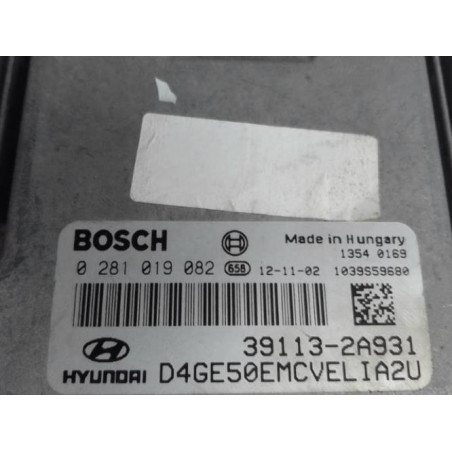 BOSCH Made in Hungary
1354 0169
0 281 019 082 658 12-11-02 1039S59680
39113-2A931
HYUNDAI D4GE50EMCVELIA2U